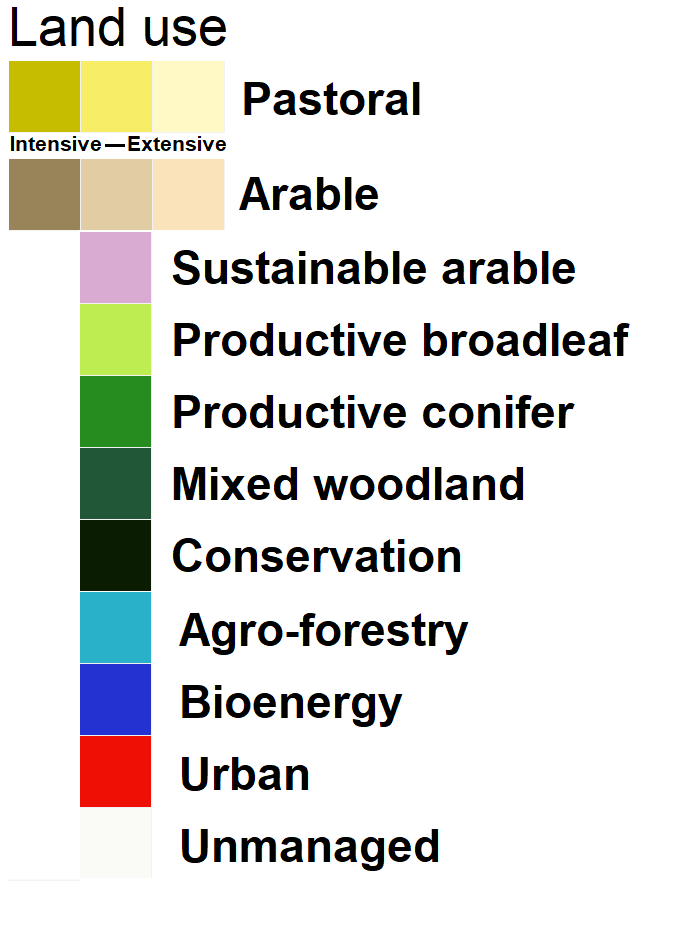 Land use
Pastoral
Intensive — Extensive
Arable
Sustainable arable
Productive broadleaf
Productive conifer
Mixed woodland
Conservation
Agro-forestry
Bioenergy
Urban
Unmanaged